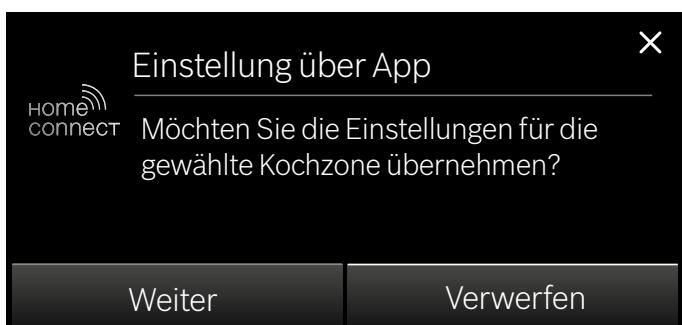 Einstellung über App
HOME
CONNECT
Möchten Sie die Einstellungen für die
gewählte Kochzone übernehmen?
Weiter
Verwerfen